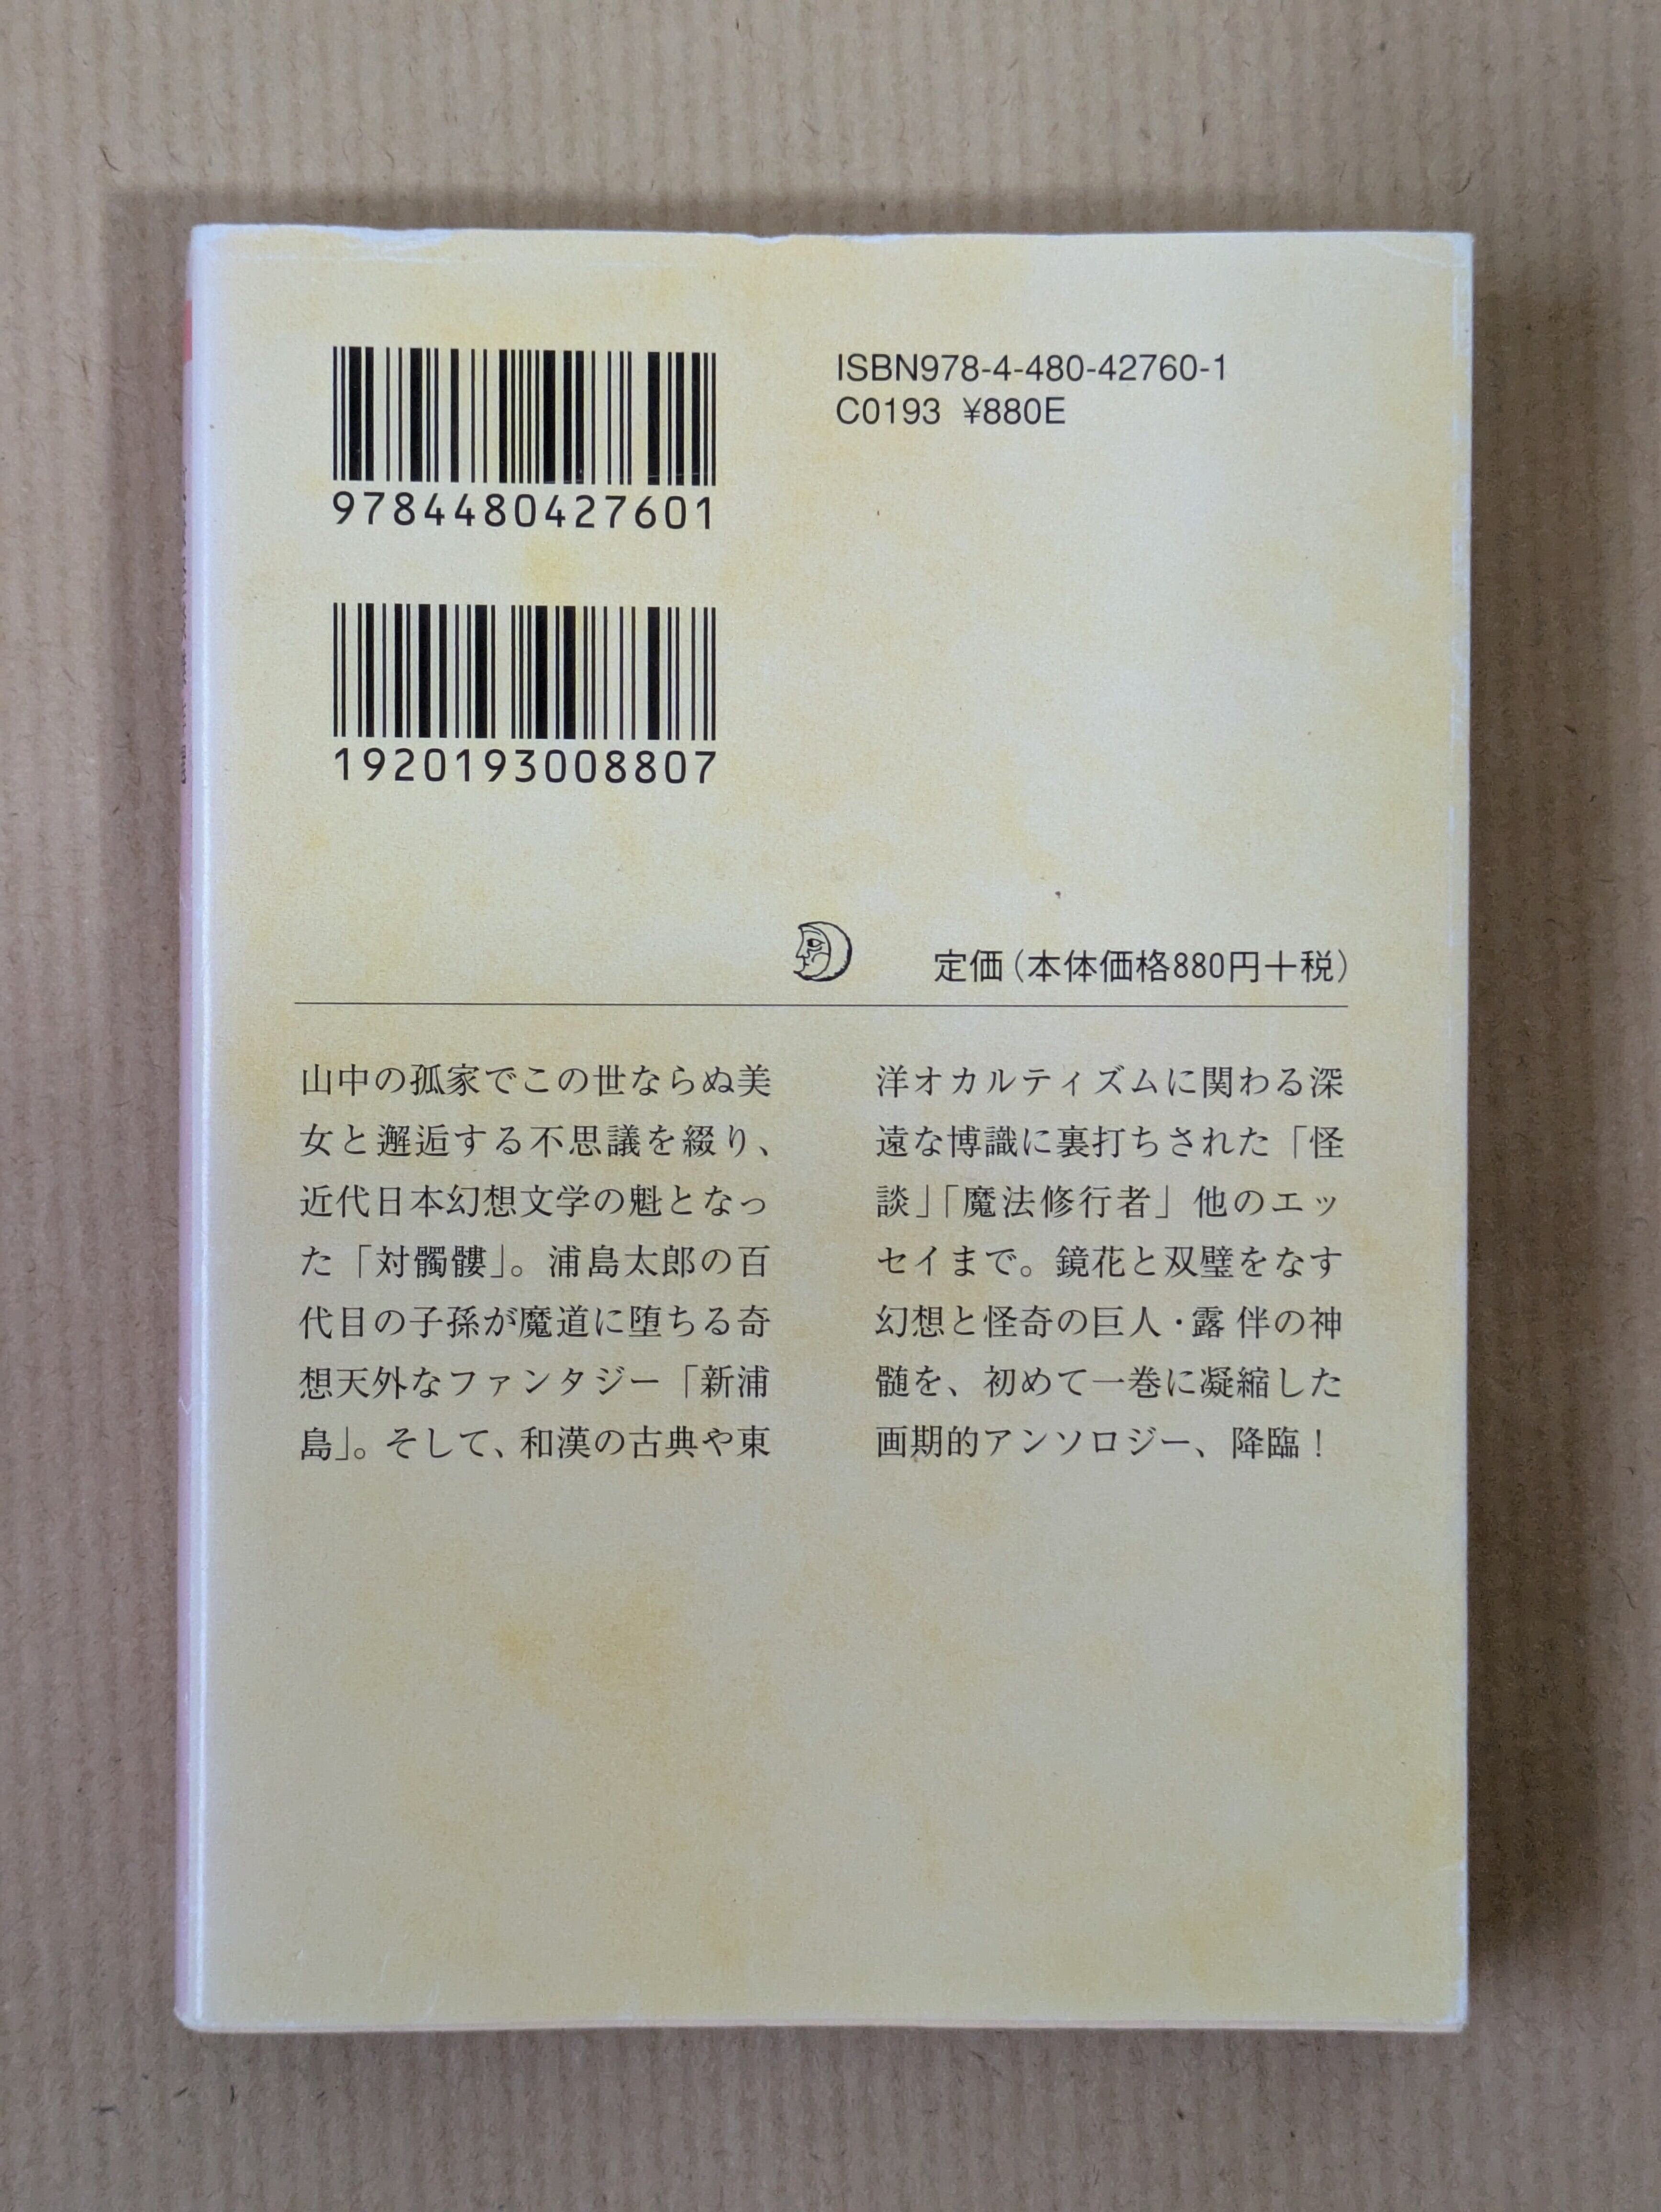 9784480427601
ISBN978-4-480-42760-1
C0193 ¥880E
1920193008807
定価（本体価格880円＋税）
山中の孤家でこの世ならぬ美
女と邂逅する不思議を綴り、
近代日本幻想文学の魁となっ
た「対髑髏」。浦島太郎の百
代目の子孫が魔道に堕ちる奇
想天外なファンタジー「新浦
島」。そして、和漢の古典や東
洋オカルティズムに関わる深
遠な博識に裏打ちされた「怪
談」「魔法修行者」他のエッ
セイまで。鏡花と双璧をなす
幻想と怪奇の巨人・露伴の神
髄を、初めて一巻に凝縮した
画期的アンソロジー、降臨！